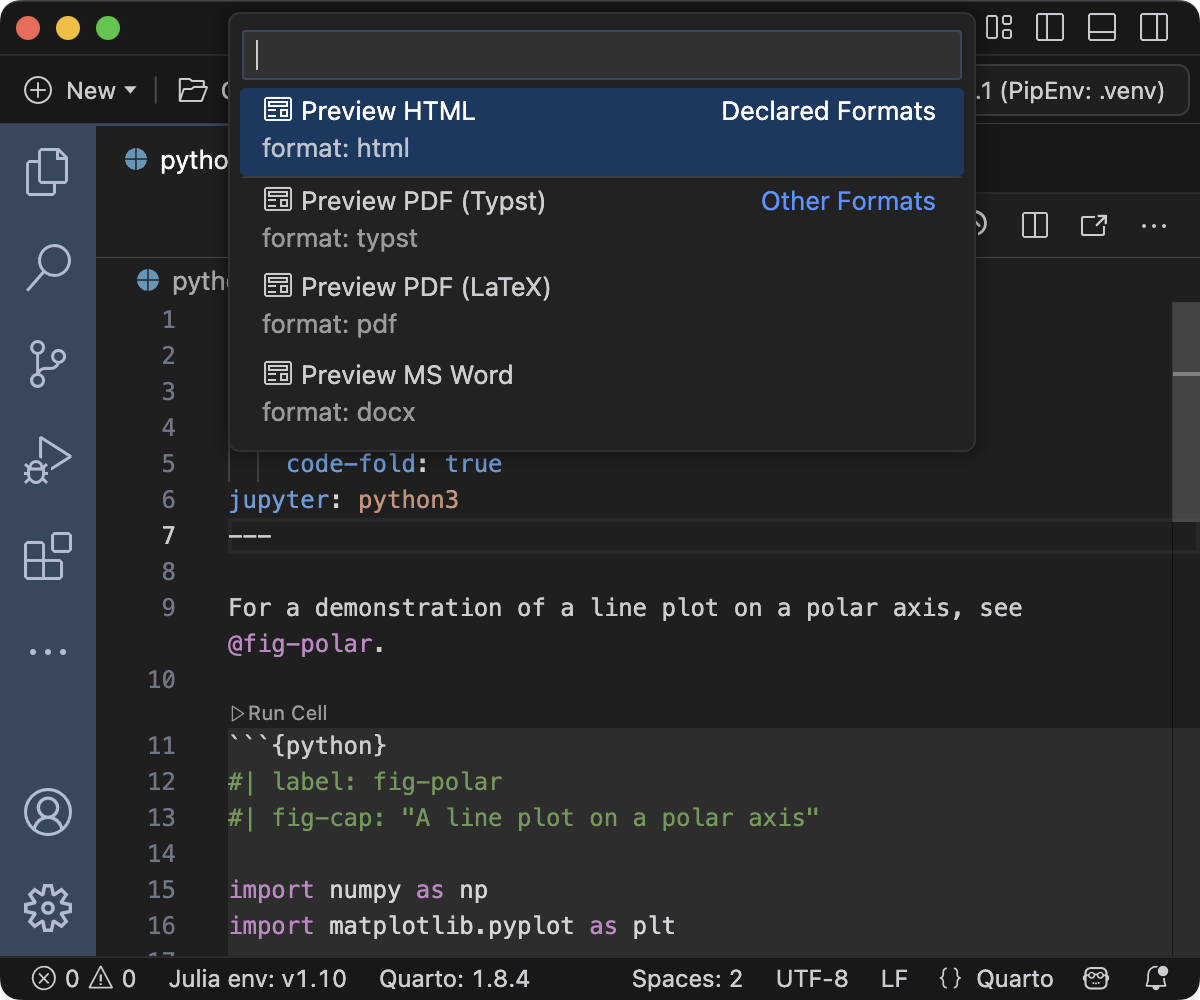 New
.1 (PipEnv: .venv)
Preview HTML Declared Formats
format: html
Preview PDF (Typst) Other Formats
format: typst
Preview PDF (LaTeX)
format: pdf
Preview MS Word
format: docx
1
2
3
4
5 code-fold: true
6 jupyter: python3
7 ---
8
9 For a demonstration of a line plot on a polar axis, see
@fig-polar.
10
Run Cell
11 ```{python}
12 #| label: fig-polar
13 #| fig-cap: "A line plot on a polar axis"
14
15 import numpy as np
16 import matplotlib.pyplot as plt
0 0 Julia env: v1.10 Quarto: 1.8.4 Spaces: 2 UTF-8 LF {} Quarto